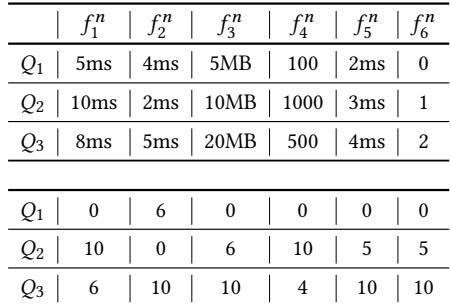 f₁ⁿ f₂ⁿ f₃ⁿ f₄ⁿ f₅ⁿ f₆ⁿ
Q₁ 5ms 4ms 5MB 100 2ms 0
Q₂ 10ms 2ms 10MB 1000 3ms 1
Q₃ 8ms 5ms 20MB 500 4ms 2
Q₁ 0 6 0 0 0 0
Q₂ 10 0 6 10 5 5
Q₃ 6 10 10 4 10 10